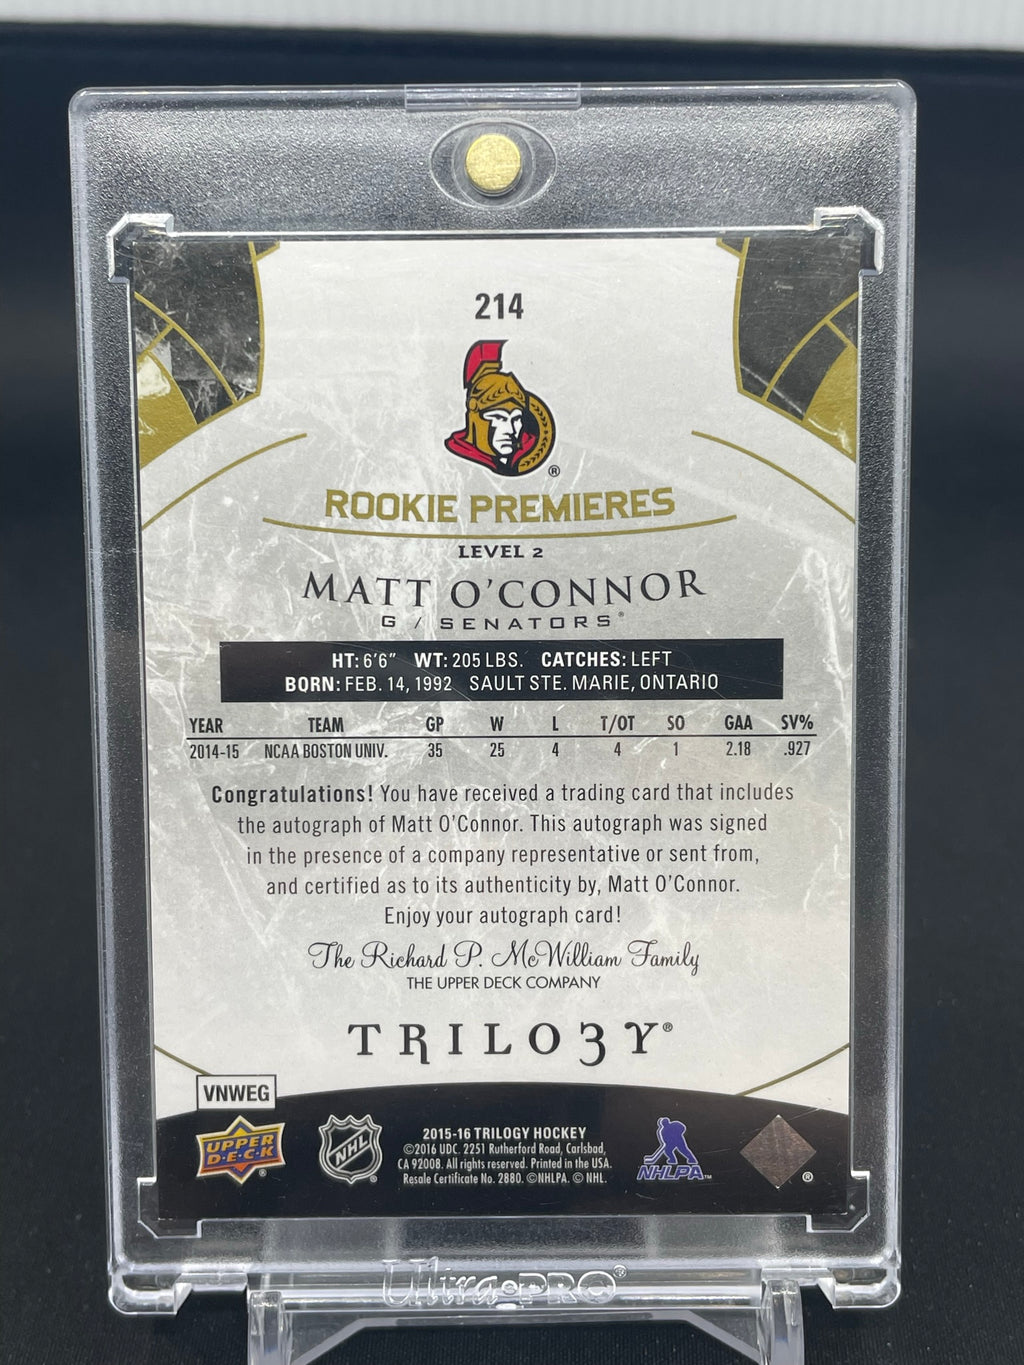 214
®
ROOKIE PREMIERES
LEVEL 2
MATT O'CONNOR
G / SENATORS®
HT: 6'6" WT: 205 LBS. CATCHES: LEFT
BORN: FEB. 14, 1992 SAULT STE. MARIE, ONTARIO
YEAR TEAM GP W L T/OT SO GAA SV%
2014-15 NCAA BOSTON UNIV. 35 25 4 4 1 2.18 .927
Congratulations! You have received a trading card that includes
the autograph of Matt O'Connor. This autograph was signed
in the presence of a company representative or sent from,
and certified as to its authenticity by, Matt O'Connor.
Enjoy your autograph card!
The Richard P. McWilliam Family
THE UPPER DECK COMPANY
TRILO3Y®
VNWEG
UPPER
D·E·C·K
®
NHL
2015-16 TRILOGY HOCKEY
©2016 UDC. 2251 Rutherford Road, Carlsbad,
CA 92008. All rights reserved. Printed in the USA.
Resale Certificate No. 2880. ©NHLPA. © NHL.
NHLPA™
®
Ultra·PRO®